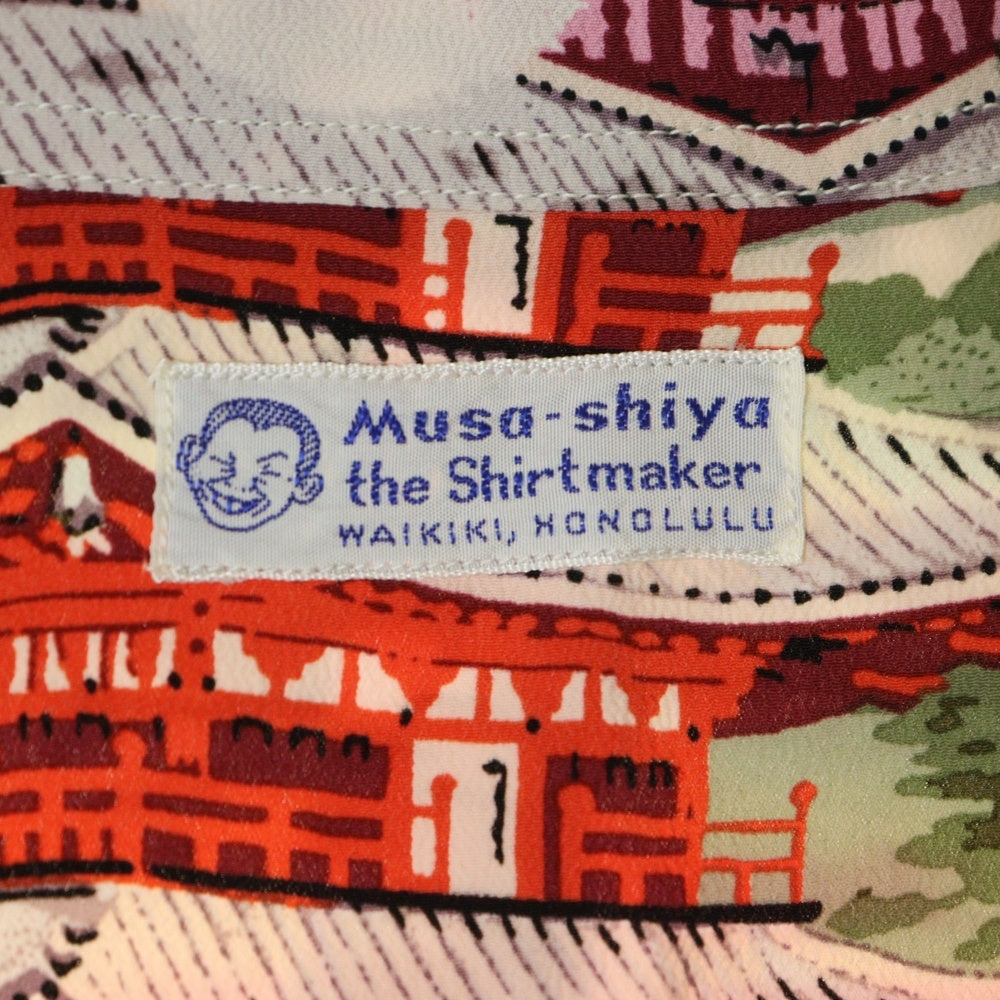 Musa-shiya
the Shirtmaker
WAIKIKI, HONOLULU